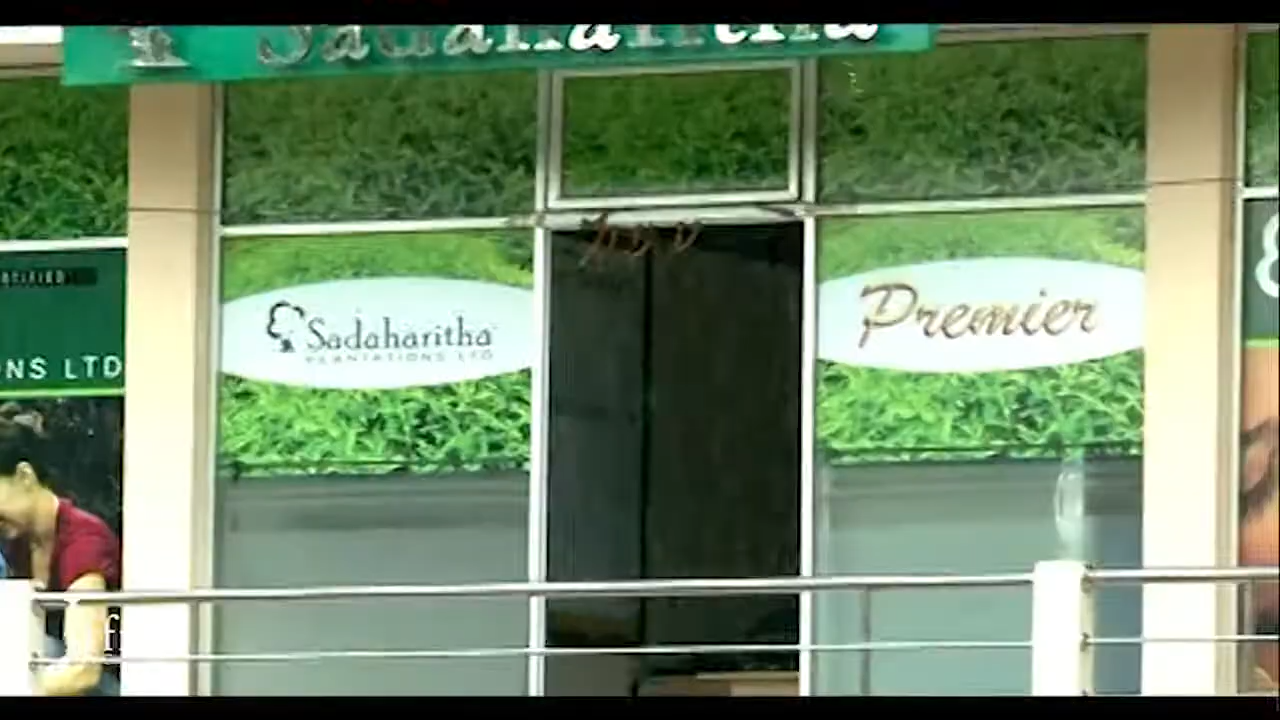 Sadaharitha
Sadaharitha
PLANTATIONS LTD
Premier
NS LTD